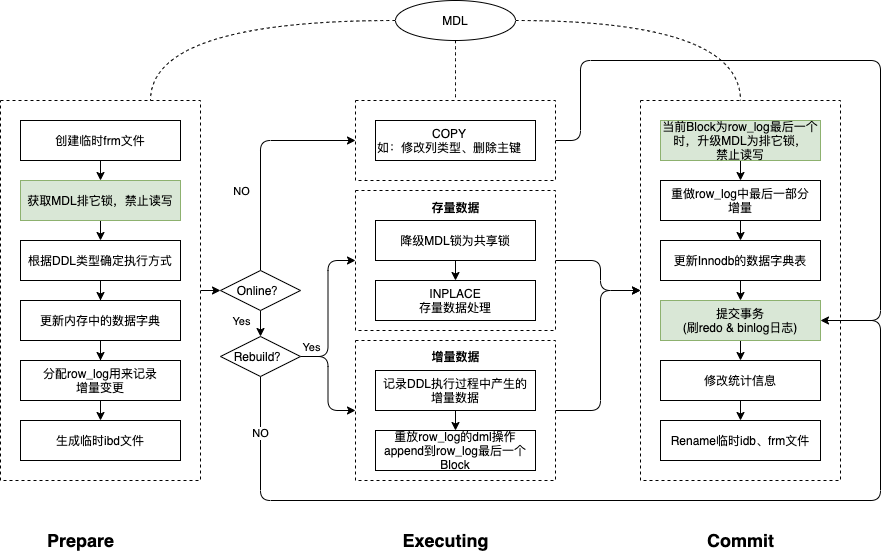 MDL
创建临时frm文件
获取MDL排它锁，禁止读写
根据DDL类型确定执行方式
更新内存中的数据字典
分配row_log用来记录
增量变更
生成临时ibd文件
Prepare
Online?
NO
Yes
Rebuild?
Yes
NO
COPY
如：修改列类型、删除主键
存量数据
降级MDL锁为共享锁
INPLACE
存量数据处理
增量数据
记录DDL执行过程中产生的
增量数据
重放row_log的dml操作
append到row_log最后一个
Block
Executing
当前Block为row_log最后一个
时，升级MDL为排它锁，
禁止读写
重做row_log中最后一部分
增量
更新Innodb的数据字典表
提交事务
(刷redo & binlog日志)
修改统计信息
Rename临时idb、frm文件
Commit